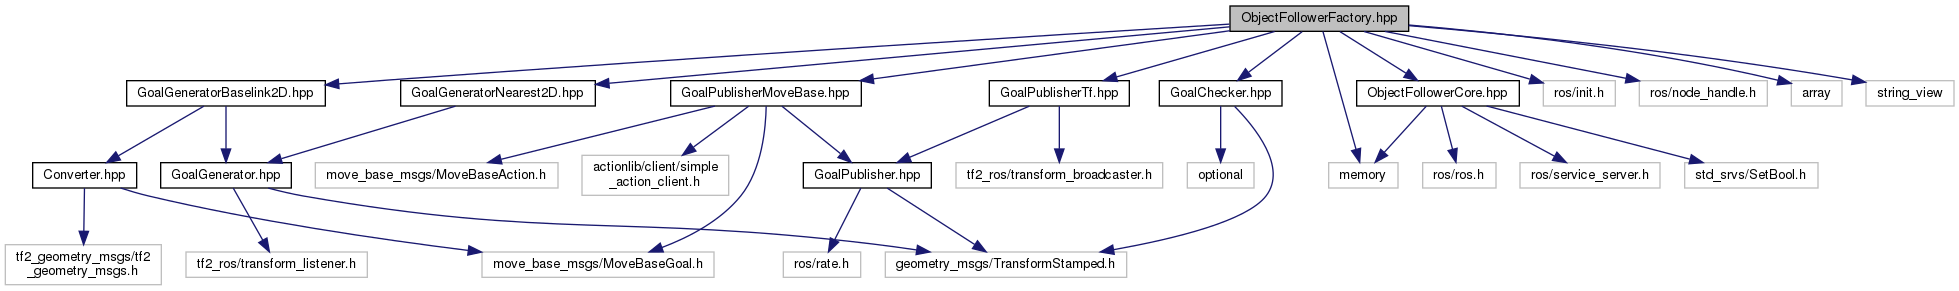 ObjectFollowerFactory.hpp
GoalGeneratorBaselink2D.hpp
GoalGeneratorNearest2D.hpp
GoalPublisherMoveBase.hpp
GoalPublisherTf.hpp
GoalChecker.hpp
ObjectFollowerCore.hpp
ros/init.h
ros/node_handle.h
array
string_view
Converter.hpp
GoalGenerator.hpp
move_base_msgs/MoveBaseAction.h
actionlib/client/simple
_action_client.h
GoalPublisher.hpp
tf2_ros/transform_broadcaster.h
optional
memory
ros/ros.h
ros/service_server.h
std_srvs/SetBool.h
tf2_geometry_msgs/tf2
_geometry_msgs.h
tf2_ros/transform_listener.h
move_base_msgs/MoveBaseGoal.h
ros/rate.h
geometry_msgs/TransformStamped.h